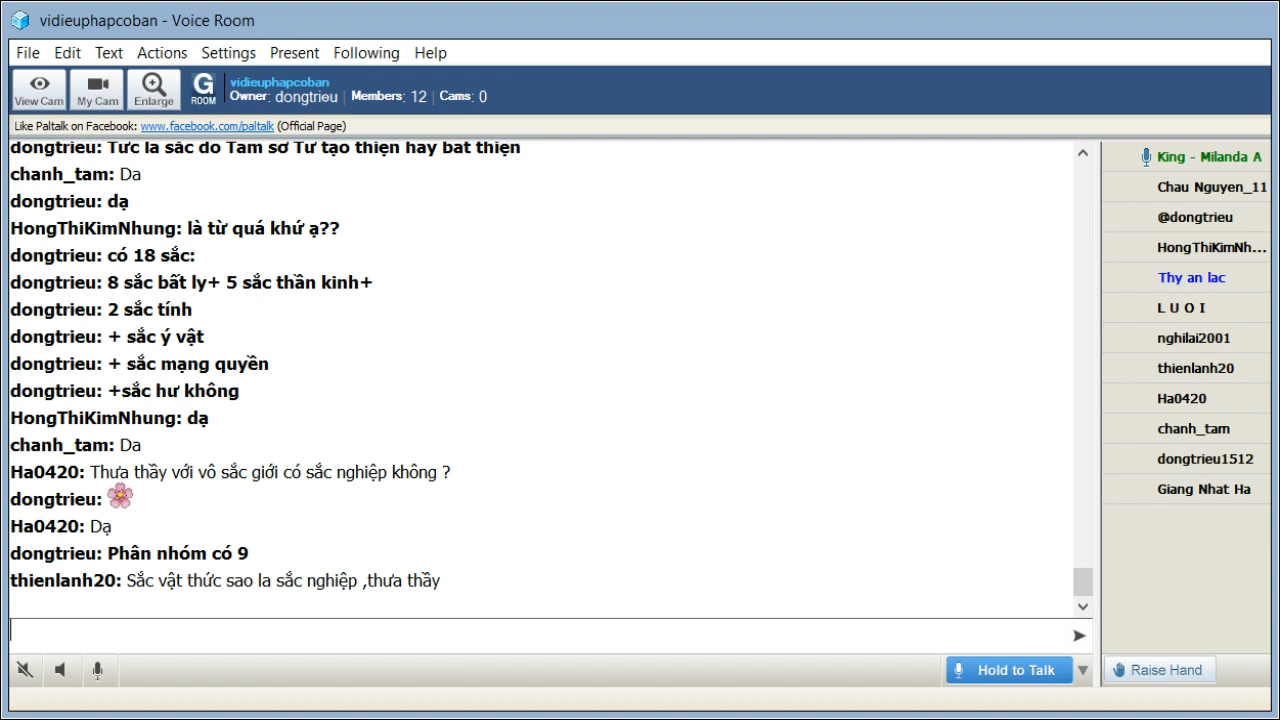 vidieuphapcoban - Voice Room
File Edit Text Actions Settings Present Following Help
View Cam
My Cam
Enlarge
G
ROOM
vidieuphapcoban
Owner: dongtrieu | Members: 12 | Cams: 0
Like Paltalk on Facebook: www.facebook.com/paltalk (Official Page)
dongtrieu: Tức là sắc do Tam sơ Tư tạo thiện hay bất thiện
chanh_tam: Da
dongtrieu: dạ
HongThiKimNhung: là từ quá khứ ạ??
dongtrieu: có 18 sắc:
dongtrieu: 8 sắc bất ly+ 5 sắc thần kinh+
dongtrieu: 2 sắc tính
dongtrieu: + sắc ý vật
dongtrieu: + sắc mạng quyền
dongtrieu: +sắc hư không
HongThiKimNhung: dạ
chanh_tam: Da
Ha0420: Thưa thầy với vô sắc giới có sắc nghiệp không ?
dongtrieu:
Ha0420: Dạ
dongtrieu: Phân nhóm có 9
thienlanh20: Sắc vật thức sao la sắc nghiệp ,thưa thầy
King - Milanda A
Chau Nguyen_11
@dongtrieu
HongThiKimNh...
Thy an lac
L U O I
nghilai2001
thienlanh20
Ha0420
chanh_tam
dongtrieu1512
Giang Nhat Ha
Hold to Talk
Raise Hand